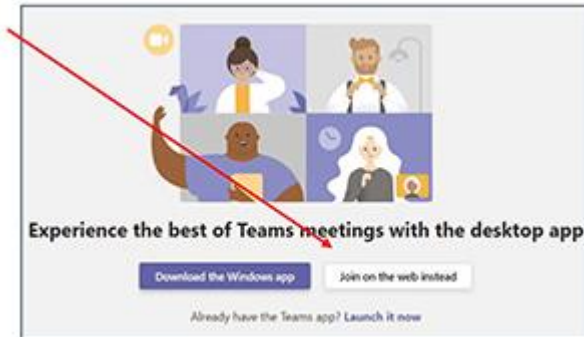 Experience the best of Teams meetings with the desktop app
Download the Windows app
Join on the web instead
Already have the Teams app? Launch it now